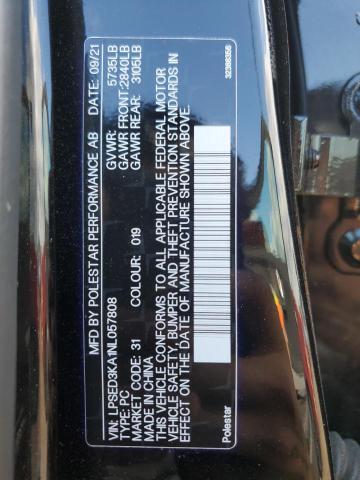 MFD BY POLESTAR PERFORMANCE AB DATE: 09/21
GVWR: 5735LB
GAWR FRONT:2840LB
GAWR REAR: 3105LB
VIN: LPSED3KA1NL057808
TYPE: PC
MARKET CODE: 31 COLOUR: 019
MADE IN CHINA
THIS VEHICLE CONFORMS TO ALL APPLICABLE FEDERAL MOTOR
VEHICLE SAFETY, BUMPER AND THEFT PREVENTION STANDARDS IN
EFFECT ON THE DATE OF MANUFACTURE SHOWN ABOVE.
Polestar 32388356